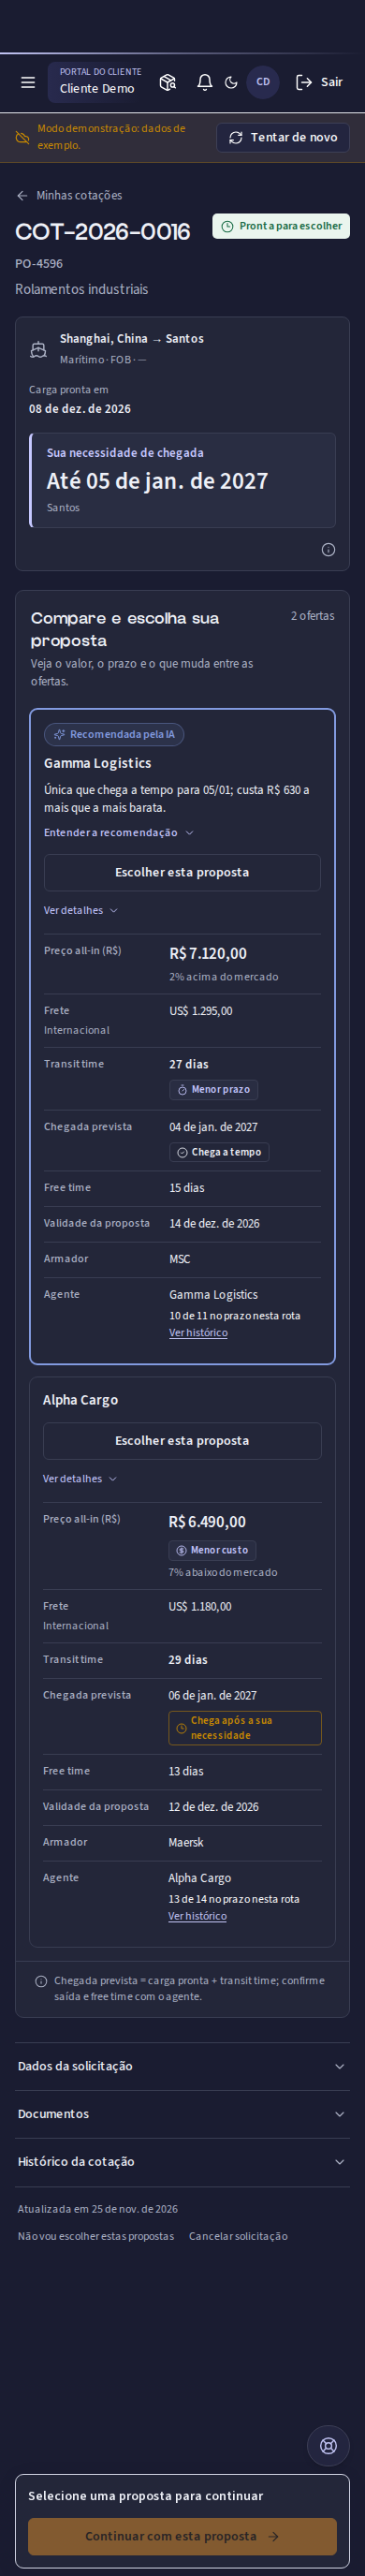 PORTAL DO CLIENTE
Cliente Demo
CD
Sair
Modo demonstração: dados de
exemplo.
Tentar de novo
Minhas cotações
COT-2026-0016
Pronta para escolher
PO-4596
Rolamentos industriais
Shanghai, China → Santos
Marítimo · FOB · —
Carga pronta em
08 de dez. de 2026
Sua necessidade de chegada
Até 05 de jan. de 2027
Santos
Compare e escolha sua
proposta
2 ofertas
Veja o valor, o prazo e o que muda entre as
ofertas.
Recomendada pela IA
Gamma Logistics
Única que chega a tempo para 05/01; custa R$ 630 a
mais que a mais barata.
Entender a recomendação
Escolher esta proposta
Ver detalhes
Preço all-in (R$)
R$ 7.120,00
2% acima do mercado
Frete
Internacional
US$ 1.295,00
Transit time
27 dias
Menor prazo
Chegada prevista
04 de jan. de 2027
Chega a tempo
Free time
15 dias
Validade da proposta
14 de dez. de 2026
Armador
MSC
Agente
Gamma Logistics
10 de 11 no prazo nesta rota
Ver histórico
Alpha Cargo
Escolher esta proposta
Ver detalhes
Preço all-in (R$)
R$ 6.490,00
Menor custo
7% abaixo do mercado
Frete
Internacional
US$ 1.180,00
Transit time
29 dias
Chegada prevista
06 de jan. de 2027
Chega após a sua
necessidade
Free time
13 dias
Validade da proposta
12 de dez. de 2026
Armador
Maersk
Agente
Alpha Cargo
13 de 14 no prazo nesta rota
Ver histórico
Chegada prevista = carga pronta + transit time; confirme
saída e free time com o agente.
Dados da solicitação
Documentos
Histórico da cotação
Atualizada em 25 de nov. de 2026
Não vou escolher estas propostas
Cancelar solicitação
Selecione uma proposta para continuar
Continuar com esta proposta